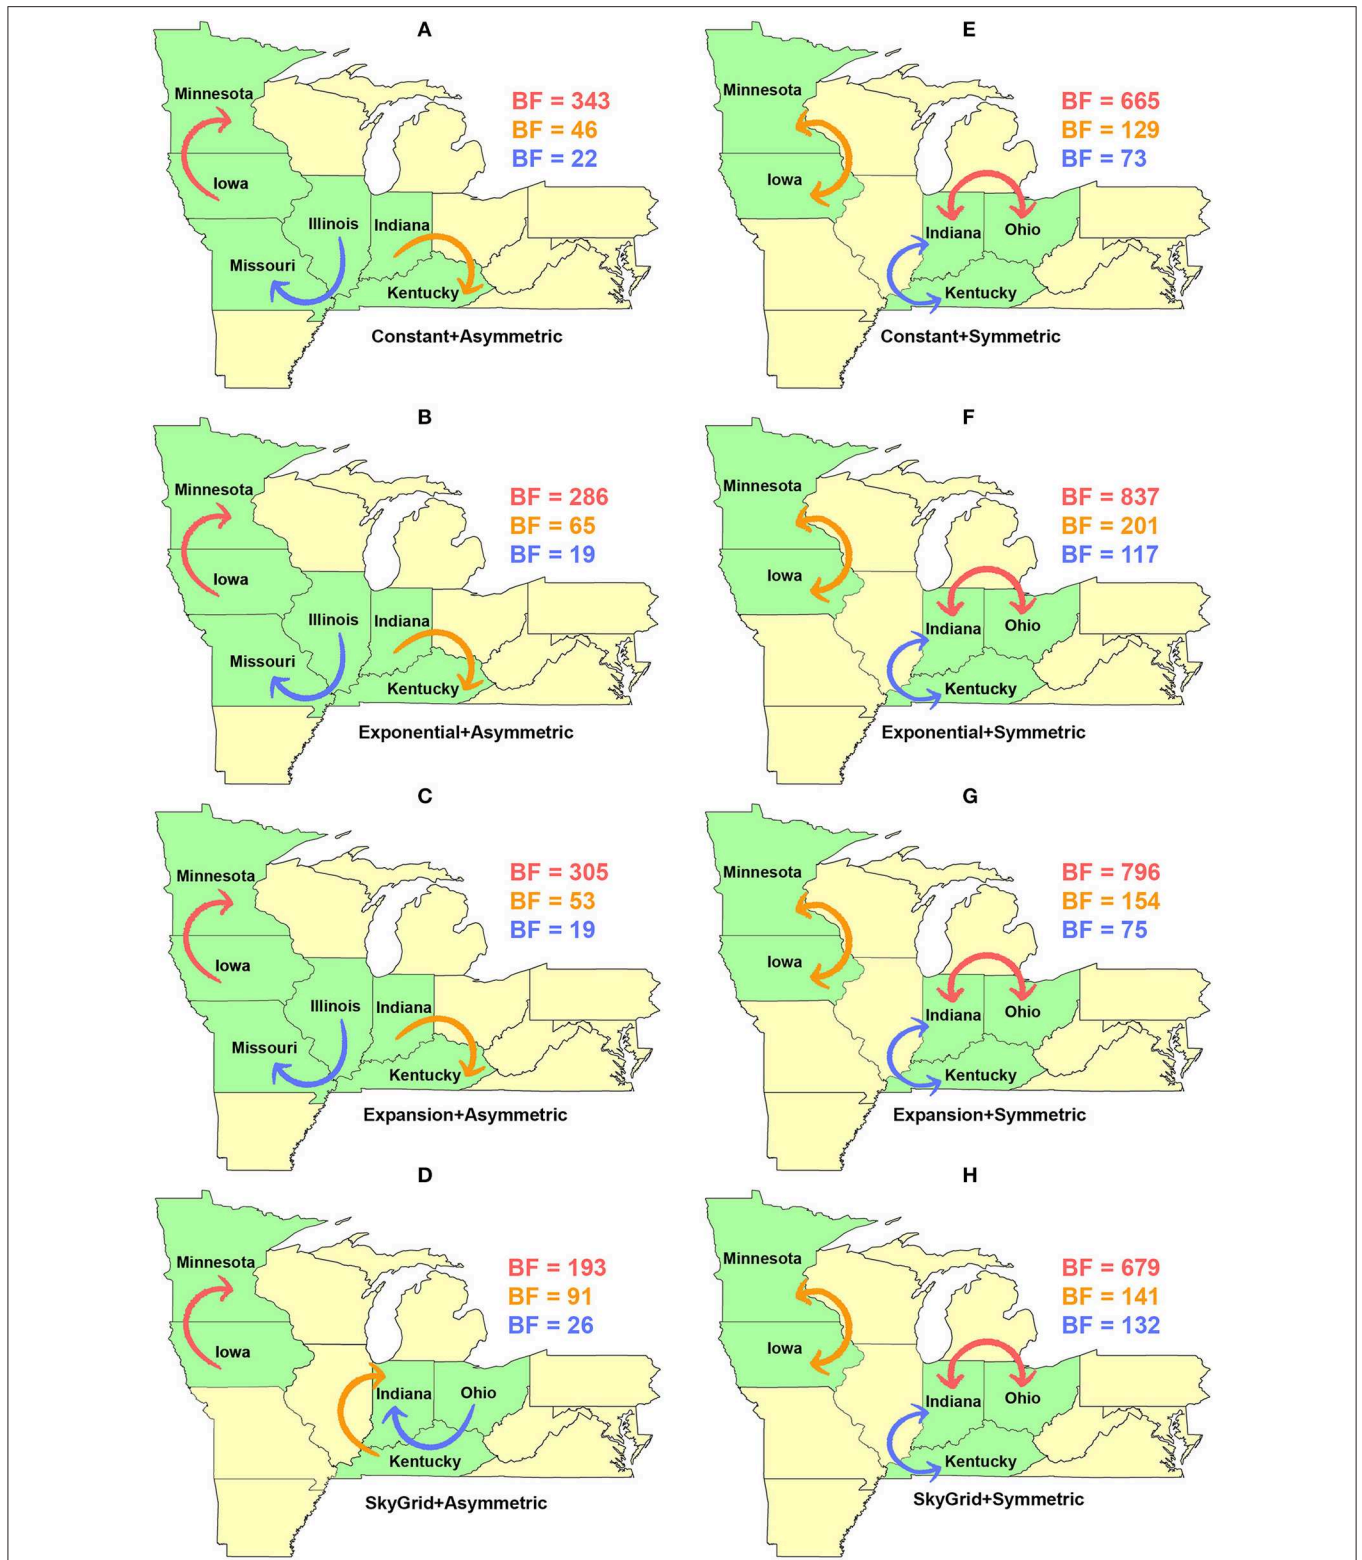 A
Minnesota
Iowa
Illinois
Indiana
Missouri
Kentucky
BF = 343
BF = 46
BF = 22
Constant+Asymmetric
E
Minnesota
Iowa
Indiana
Ohio
Kentucky
BF = 665
BF = 129
BF = 73
Constant+Symmetric
B
Minnesota
Iowa
Illinois
Indiana
Missouri
Kentucky
BF = 286
BF = 65
BF = 19
Exponential+Asymmetric
F
Minnesota
Iowa
Indiana
Ohio
Kentucky
BF = 837
BF = 201
BF = 117
Exponential+Symmetric
C
Minnesota
Iowa
Illinois
Indiana
Missouri
Kentucky
BF = 305
BF = 53
BF = 19
Expansion+Asymmetric
G
Minnesota
Iowa
Indiana
Ohio
Kentucky
BF = 796
BF = 154
BF = 75
Expansion+Symmetric
D
Minnesota
Iowa
Indiana
Ohio
Kentucky
BF = 193
BF = 91
BF = 26
SkyGrid+Asymmetric
H
Minnesota
Iowa
Indiana
Ohio
Kentucky
BF = 679
BF = 141
BF = 132
SkyGrid+Symmetric